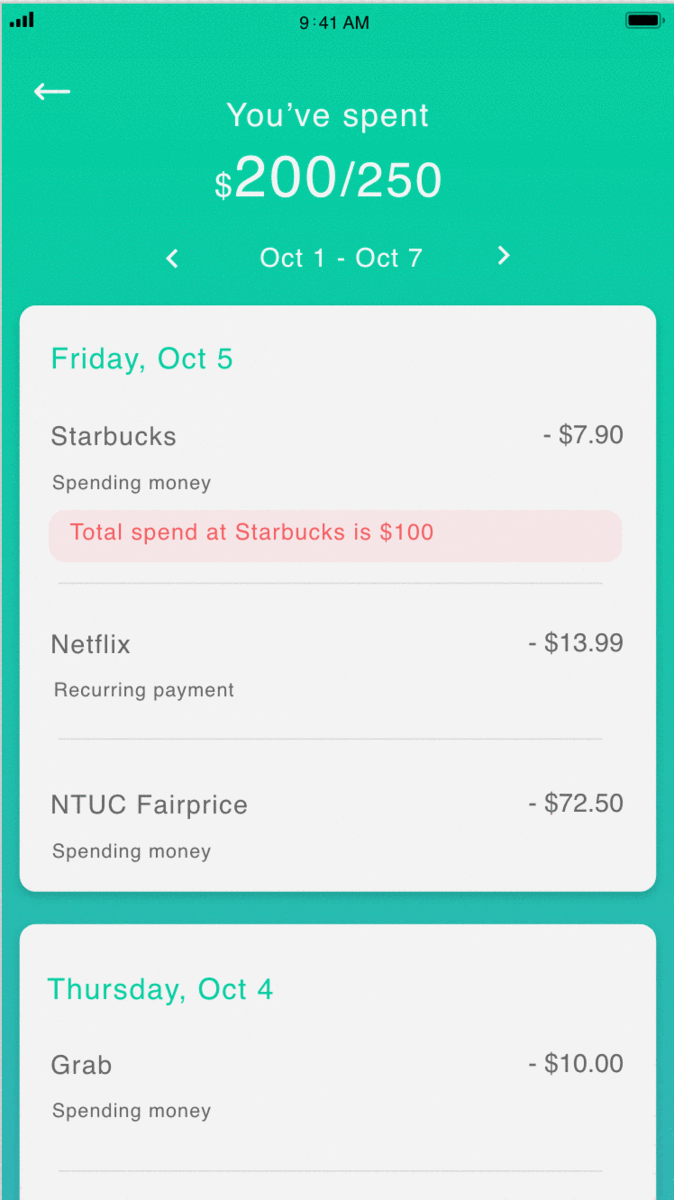 9:41 AM
You’ve spent
$200/250
Oct 1 - Oct 7
Friday, Oct 5
Starbucks - $7.90
Spending money
Total spend at Starbucks is $100
Netflix - $13.99
Recurring payment
NTUC Fairprice - $72.50
Spending money
Thursday, Oct 4
Grab - $10.00
Spending money